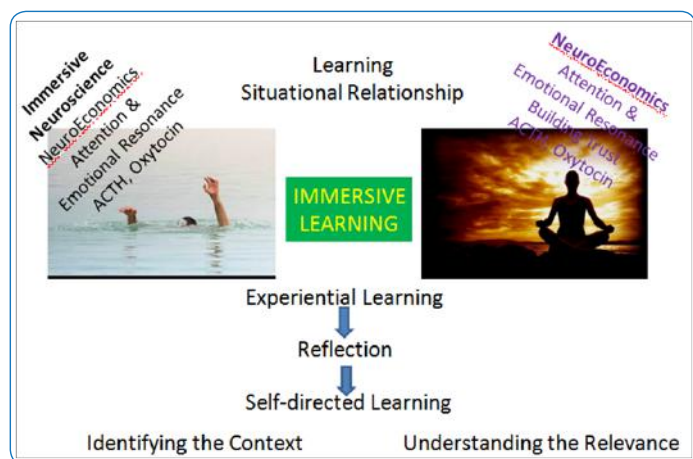 Immersive
Neuroscience
NeuroEconomics
Attention &
Emotional Resonance
ACTH, Oxytocin
Learning
Situational Relationship
NeuroEconomics
Attention &
Emotional Resonance
Building Trust
ACTH, Oxytocin
IMMERSIVE
LEARNING
Experiential Learning
Reflection
Self-directed Learning
Identifying the Context
Understanding the Relevance